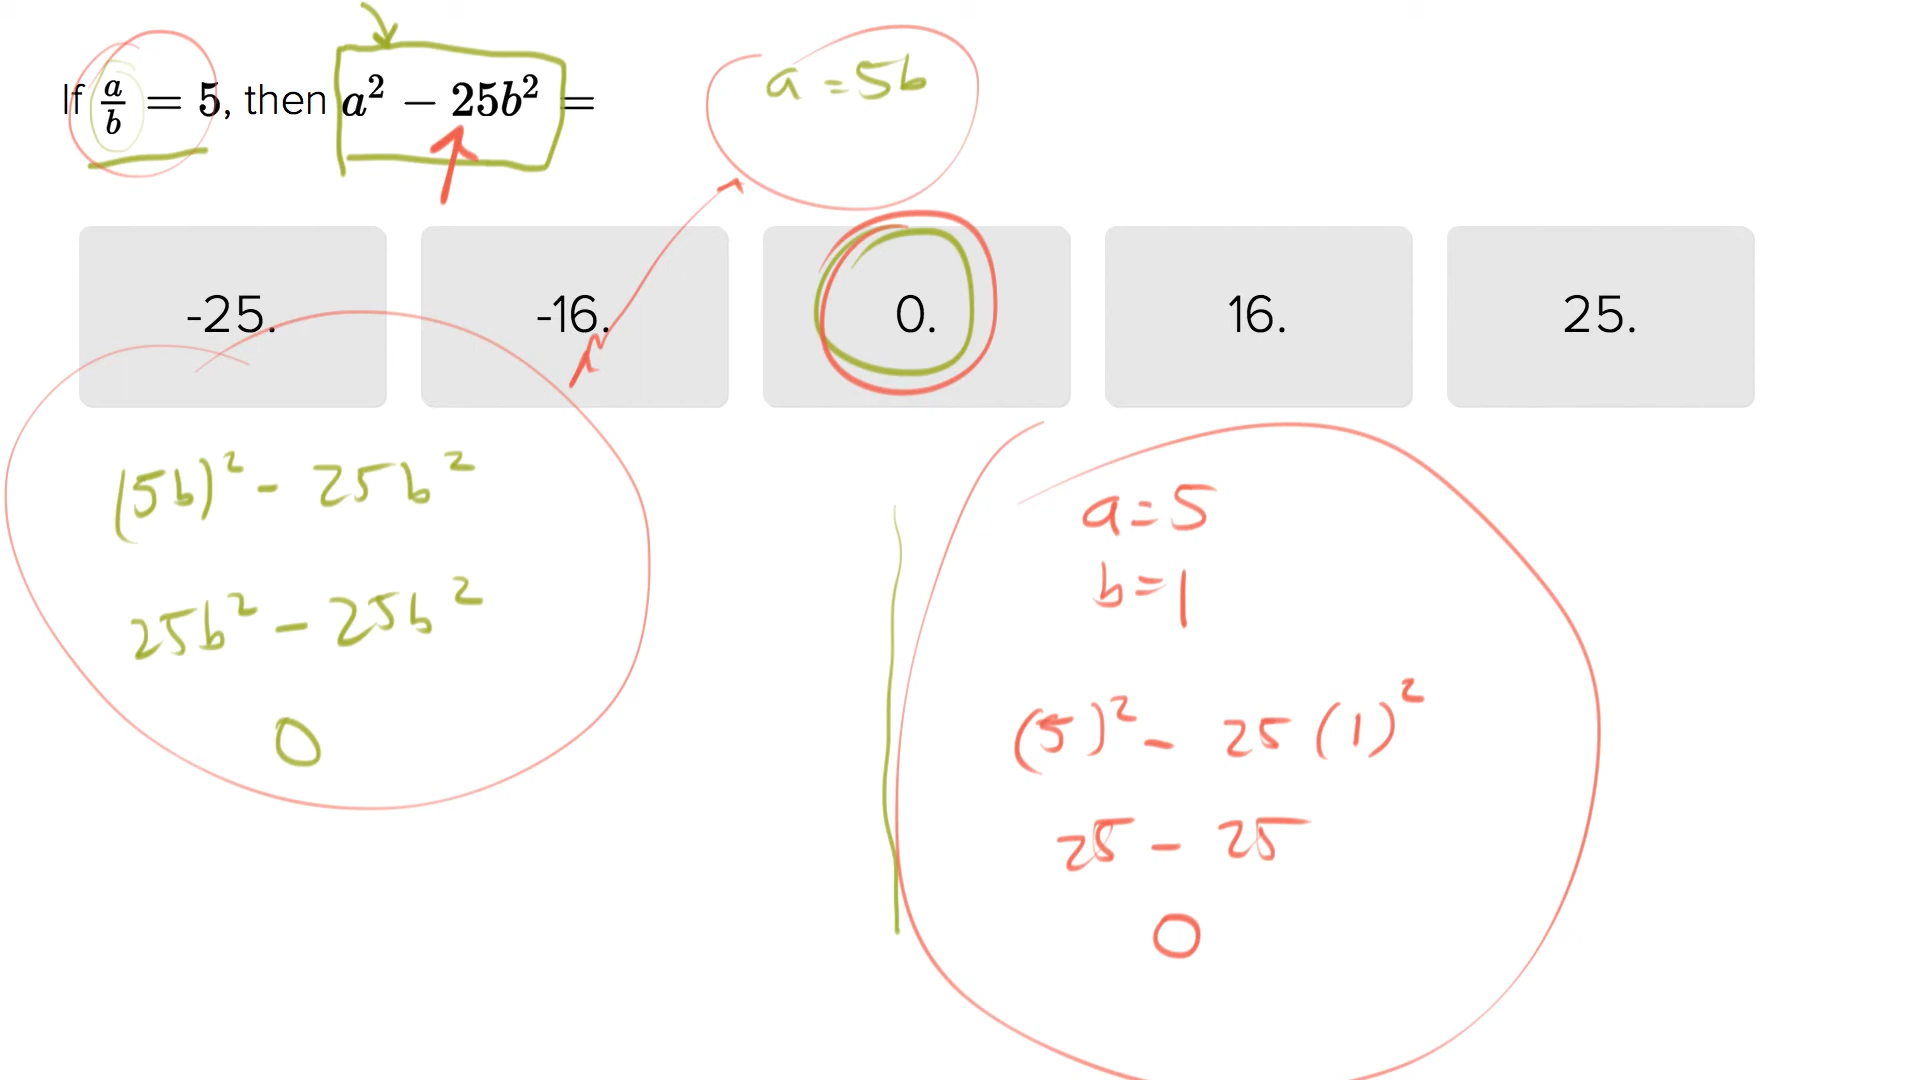 If a/b = 5, then a² − 25b² =
a = 5b
-25.
-16.
0.
16.
25.
(5b)² - 25b²
25b² - 25b²
0
a = 5
b = 1
(5)² - 25 (1)²
25 - 25
0